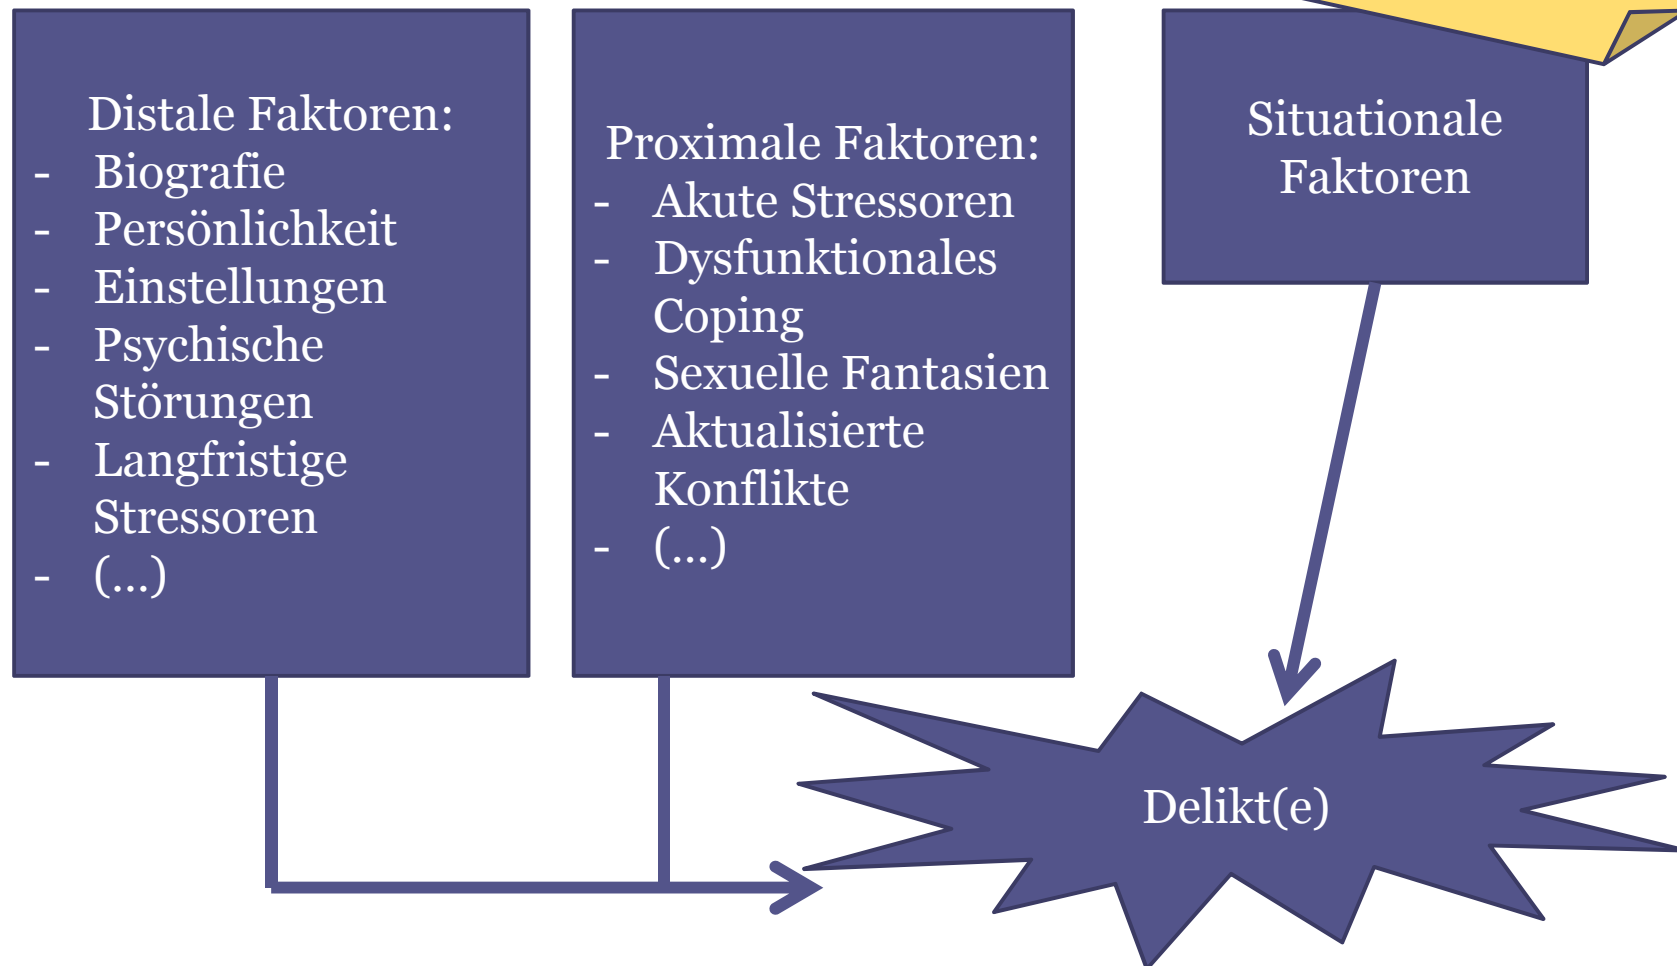 Distale Faktoren:
- Biografie
- Persönlichkeit
- Einstellungen
- Psychische
Störungen
- Langfristige
Stressoren
- (...)
Proximale Faktoren:
- Akute Stressoren
- Dysfunktionales
Coping
- Sexuelle Fantasien
- Aktualisierte
Konflikte
- (...)
Situationale
Faktoren
Delikt(e)